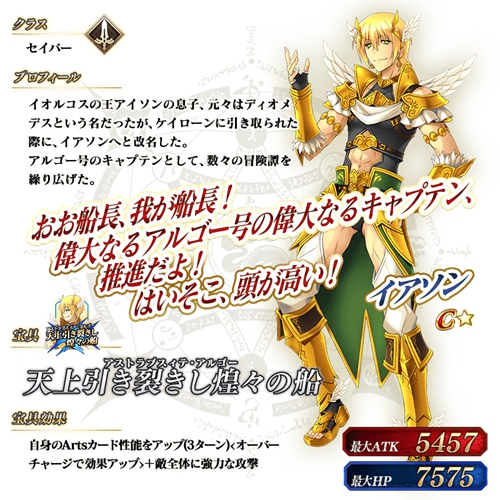 クラス
セイバー
プロフィール
イオルコスの王アイソンの息子、元々はディオメ
デスという名だったが、ケイローンに引き取られた
際に、イアソンへと改名した。
アルゴー号のキャプテンとして、数々の冒険譚を
繰り広げた。
おお船長、我が船長!
偉大なるアルゴー号の偉大なるキャプテン、
推進だよ!
はいそこ、頭が高い!
イアソン
C
宝具
天上引き裂きし
煌々の船
アストラプスィテ・アルゴー
天上引き裂きし煌々の船
宝具効果
自身のArtsカード性能をアップ(3ターン)<オーバー
チャージで効果アップ>+敵全体に強力な攻撃
最大ATK 5457
最大HP 7575